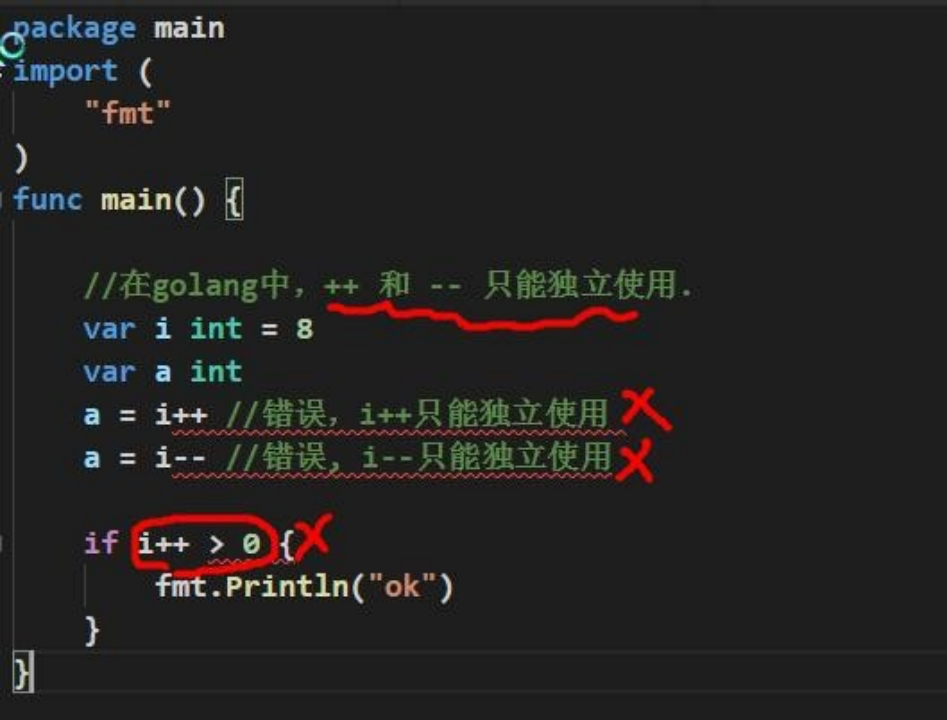 package main
import (
"fmt"
)
func main() {
//在golang中，++ 和 -- 只能独立使用.
var i int = 8
var a int
a = i++ //错误，i++只能独立使用
a = i-- //错误, i--只能独立使用
if i++ > 0 {
fmt.Println("ok")
}
}